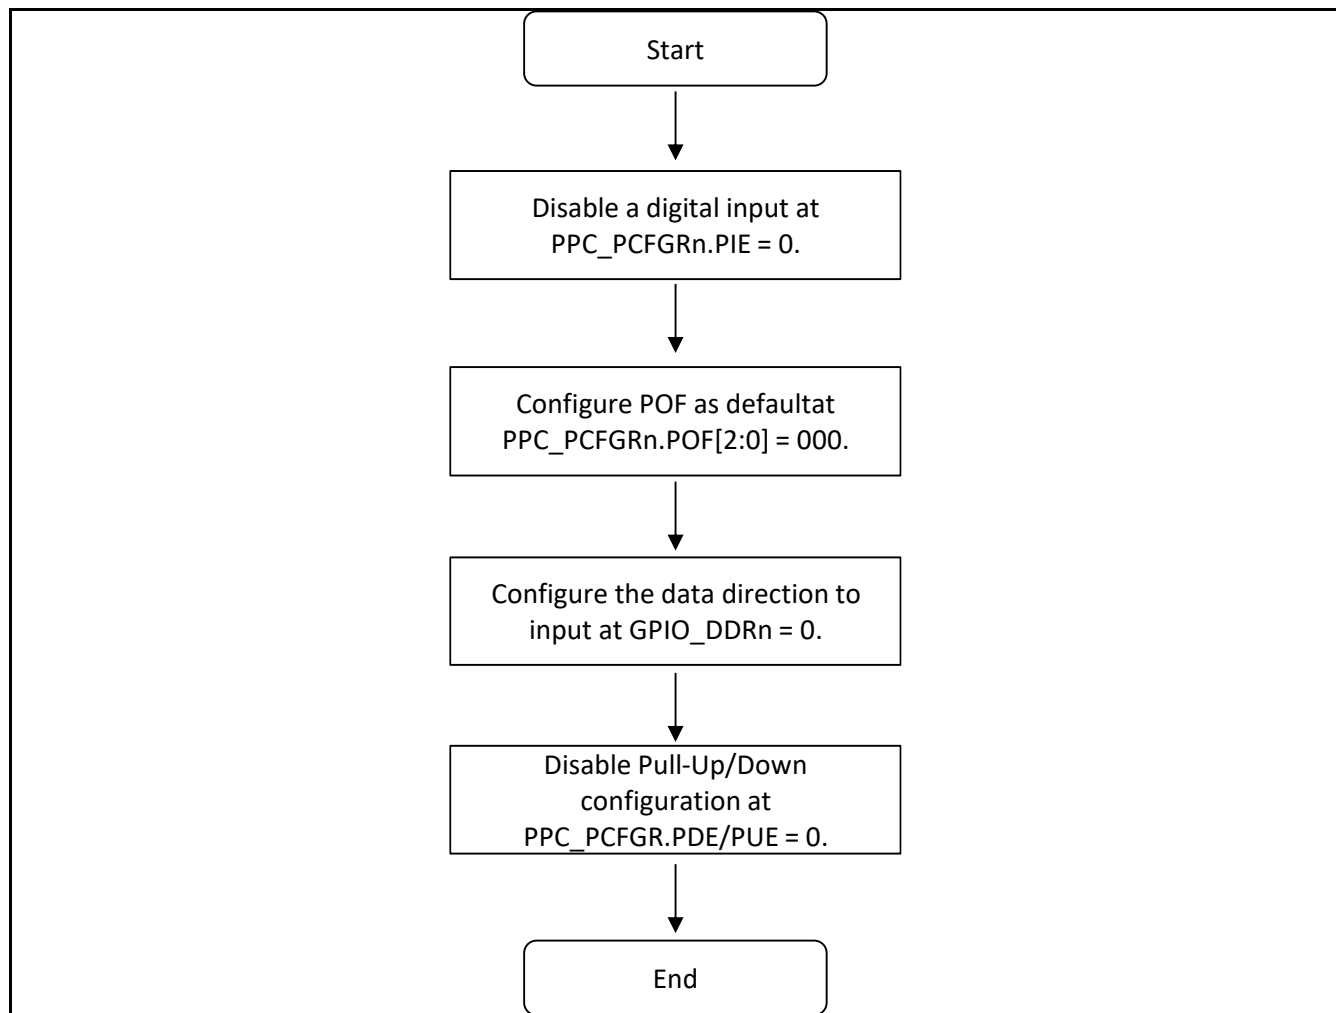 Start
Disable a digital input at
PPC_PCFGRn.PIE = 0.
Configure POF as defaultat
PPC_PCFGRn.POF[2:0] = 000.
Configure the data direction to
input at GPIO_DDRn = 0.
Disable Pull-Up/Down
configuration at
PPC_PCFGR.PDE/PUE = 0.
End